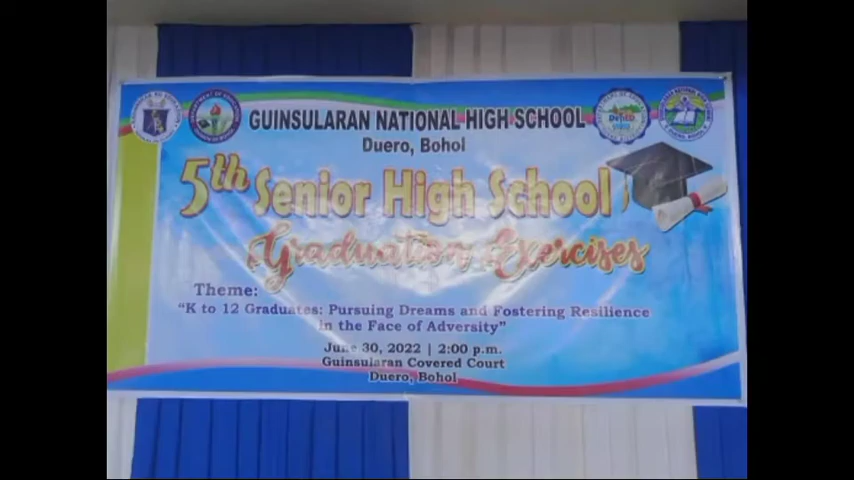 GUINSULARAN NATIONAL HIGH SCHOOL
Duero, Bohol
5th Senior High School
Graduation Exercises
Theme:
“K to 12 Graduates: Pursuing Dreams and Fostering Resilience
in the Face of Adversity”
June 30, 2022 | 2:00 p.m.
Guinsularan Covered Court
Duero, Bohol